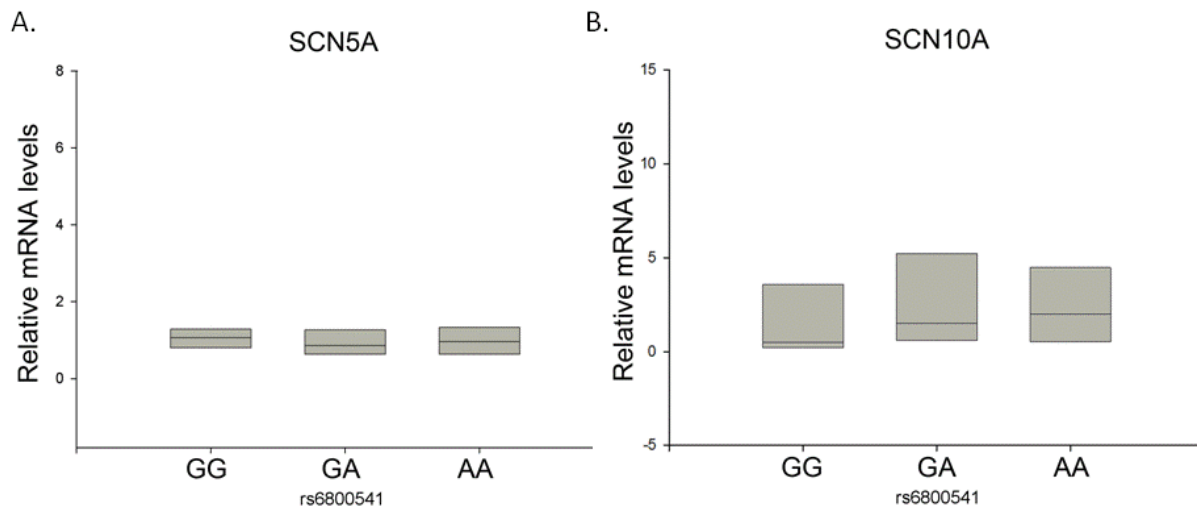 A.
SCN5A
Relative mRNA levels
8
6
4
2
0
GG GA AA
rs6800541
B.
SCN10A
Relative mRNA levels
15
10
5
0
-5
GG GA AA
rs6800541